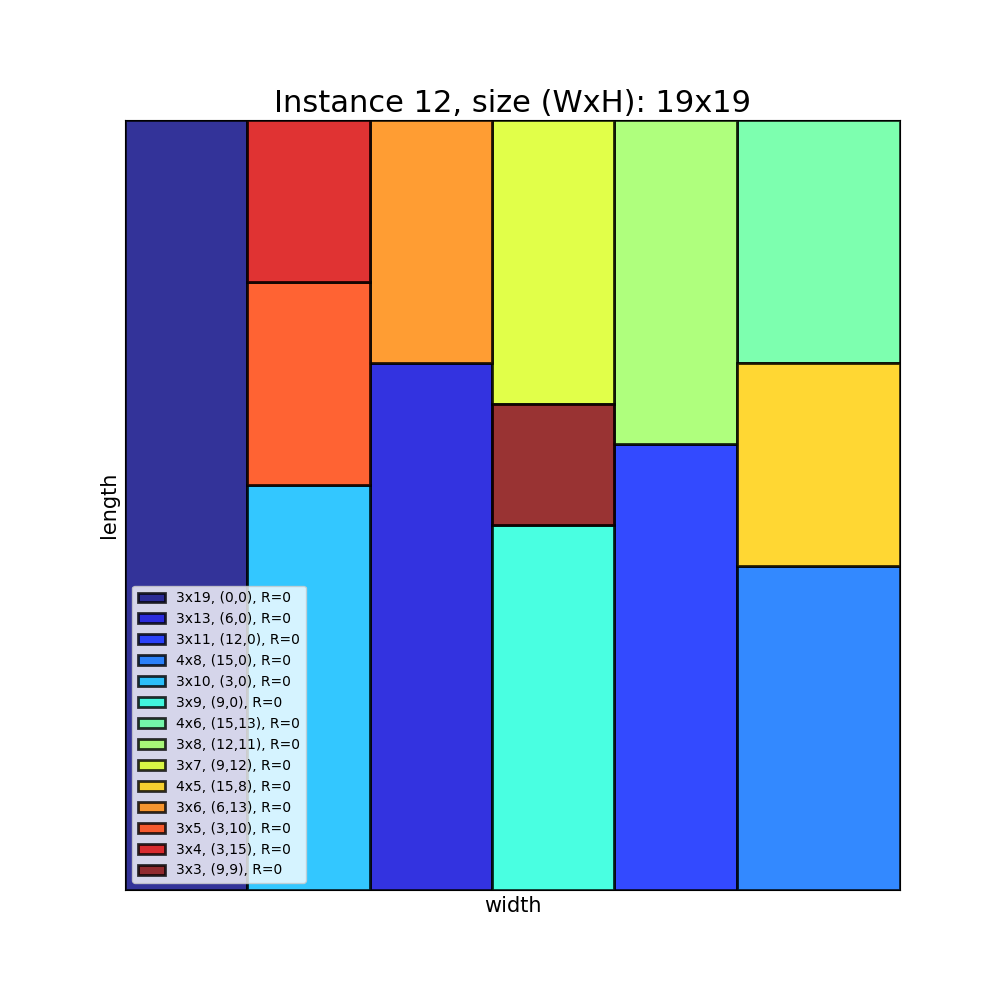 Instance 12, size (WxH): 19x19
length
3x19, (0,0), R=0
3x13, (6,0), R=0
3x11, (12,0), R=0
4x8, (15,0), R=0
3x10, (3,0), R=0
3x9, (9,0), R=0
4x6, (15,13), R=0
3x8, (12,11), R=0
3x7, (9,12), R=0
4x5, (15,8), R=0
3x6, (6,13), R=0
3x5, (3,10), R=0
3x4, (3,15), R=0
3x3, (9,9), R=0
width